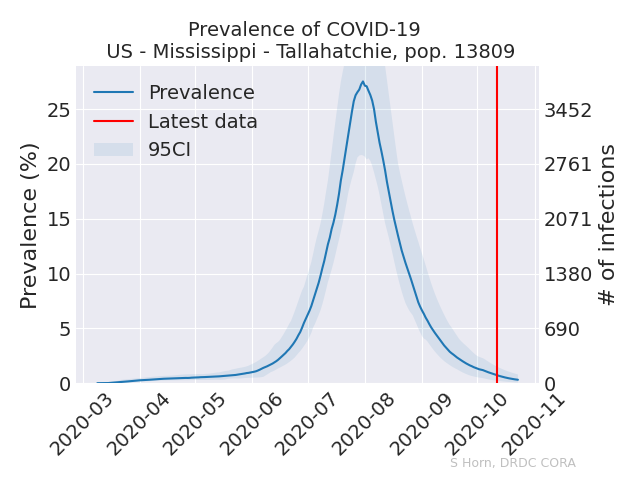 Prevalence of COVID-19
US - Mississippi - Tallahatchie, pop. 13809
Prevalence
Latest data
95CI
Prevalence (%)
25
20
15
10
5
0
3452
2761
2071
1380
690
0
# of infections
2020-03
2020-04
2020-05
2020-06
2020-07
2020-08
2020-09
2020-10
2020-11
S Horn, DRDC CORA